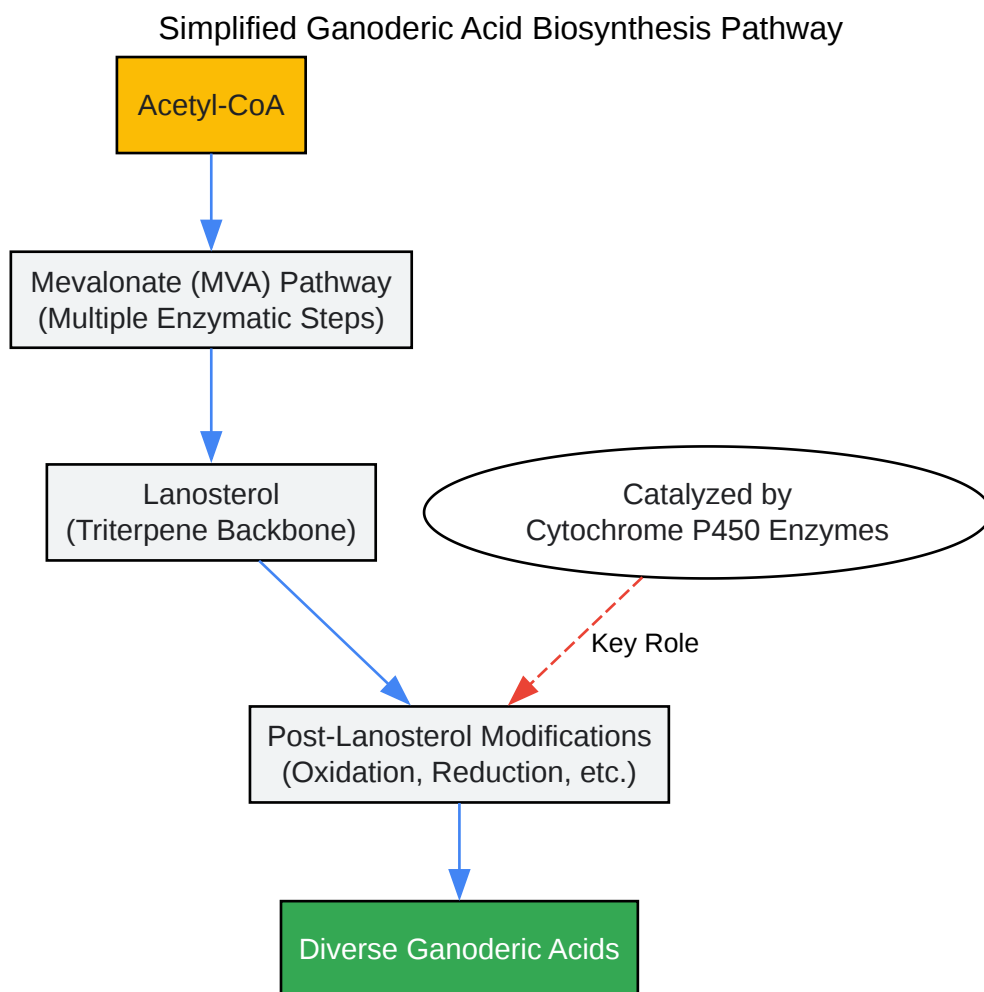 Simplified Ganoderic Acid Biosynthesis Pathway
Acetyl-CoA
Mevalonate (MVA) Pathway
(Multiple Enzymatic Steps)
Lanosterol
(Triterpene Backbone)
Catalyzed by
Cytochrome P450 Enzymes
Key Role
Post-Lanosterol Modifications
(Oxidation, Reduction, etc.)
Diverse Ganoderic Acids